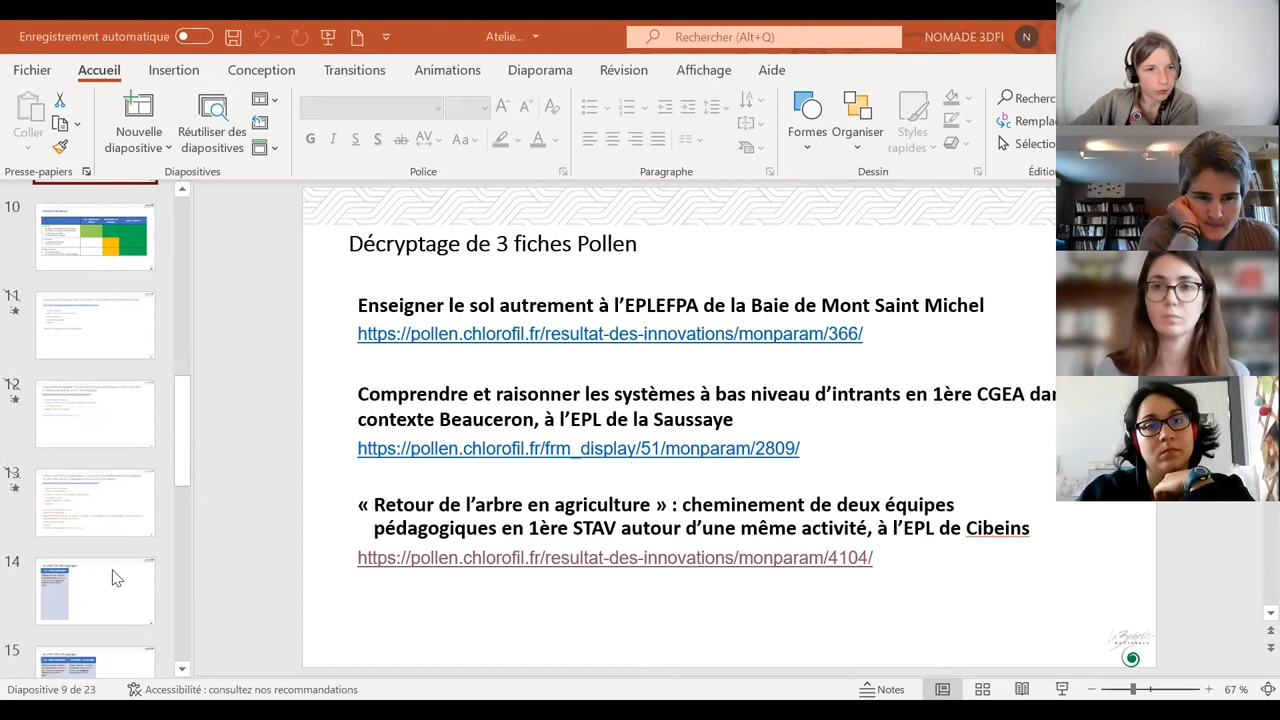 Enregistrement automatique
Atelie...
Rechercher (Alt+Q)
NOMADE 3DFI
N
Fichier
Accueil
Insertion
Conception
Transitions
Animations
Diaporama
Révision
Affichage
Aide
Coller
Nouvelle
diapositive
Réutiliser des
diapositives
G
I
S
S
ab
AV
Aa
A
Formes
Organiser
Styles
rapides
Recherc
Remplac
Sélectio
Presse-papiers
Diapositives
Police
Paragraphe
Dessin
Éditio
10
11
12
13
14
15
Décryptage de 3 fiches Pollen
Enseigner le sol autrement à l’EPLEFPA de la Baie de Mont Saint Michel
https://pollen.chlorofil.fr/resultat-des-innovations/monparam/366/
Comprendre et raisonner les systèmes à bas niveau d’intrants en 1ère CGEA dan
contexte Beauceron, à l’EPL de la Saussaye
https://pollen.chlorofil.fr/frm_display/51/monparam/2809/
« Retour de l’arbre en agriculture » : cheminement de deux équipes
pédagogiques en 1ère STAV autour d’une même activité, à l’EPL de Cibeins
https://pollen.chlorofil.fr/resultat-des-innovations/monparam/4104/
Diapositive 9 de 23
Accessibilité : consultez nos recommandations
Notes
67 %